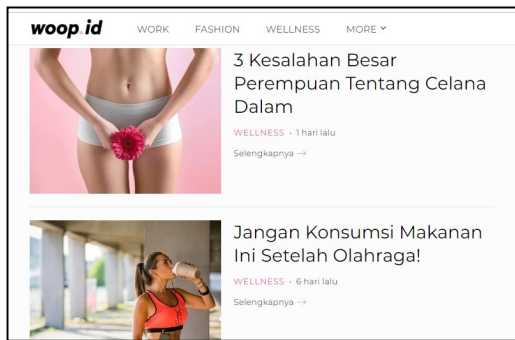 woop.id WORK FASHION WELLNESS MORE
3 Kesalahan Besar
Perempuan Tentang Celana
Dalam
WELLNESS • 1 hari lalu
Selengkapnya →
Jangan Konsumsi Makanan
Ini Setelah Olahraga!
WELLNESS • 6 hari lalu
Selengkapnya →